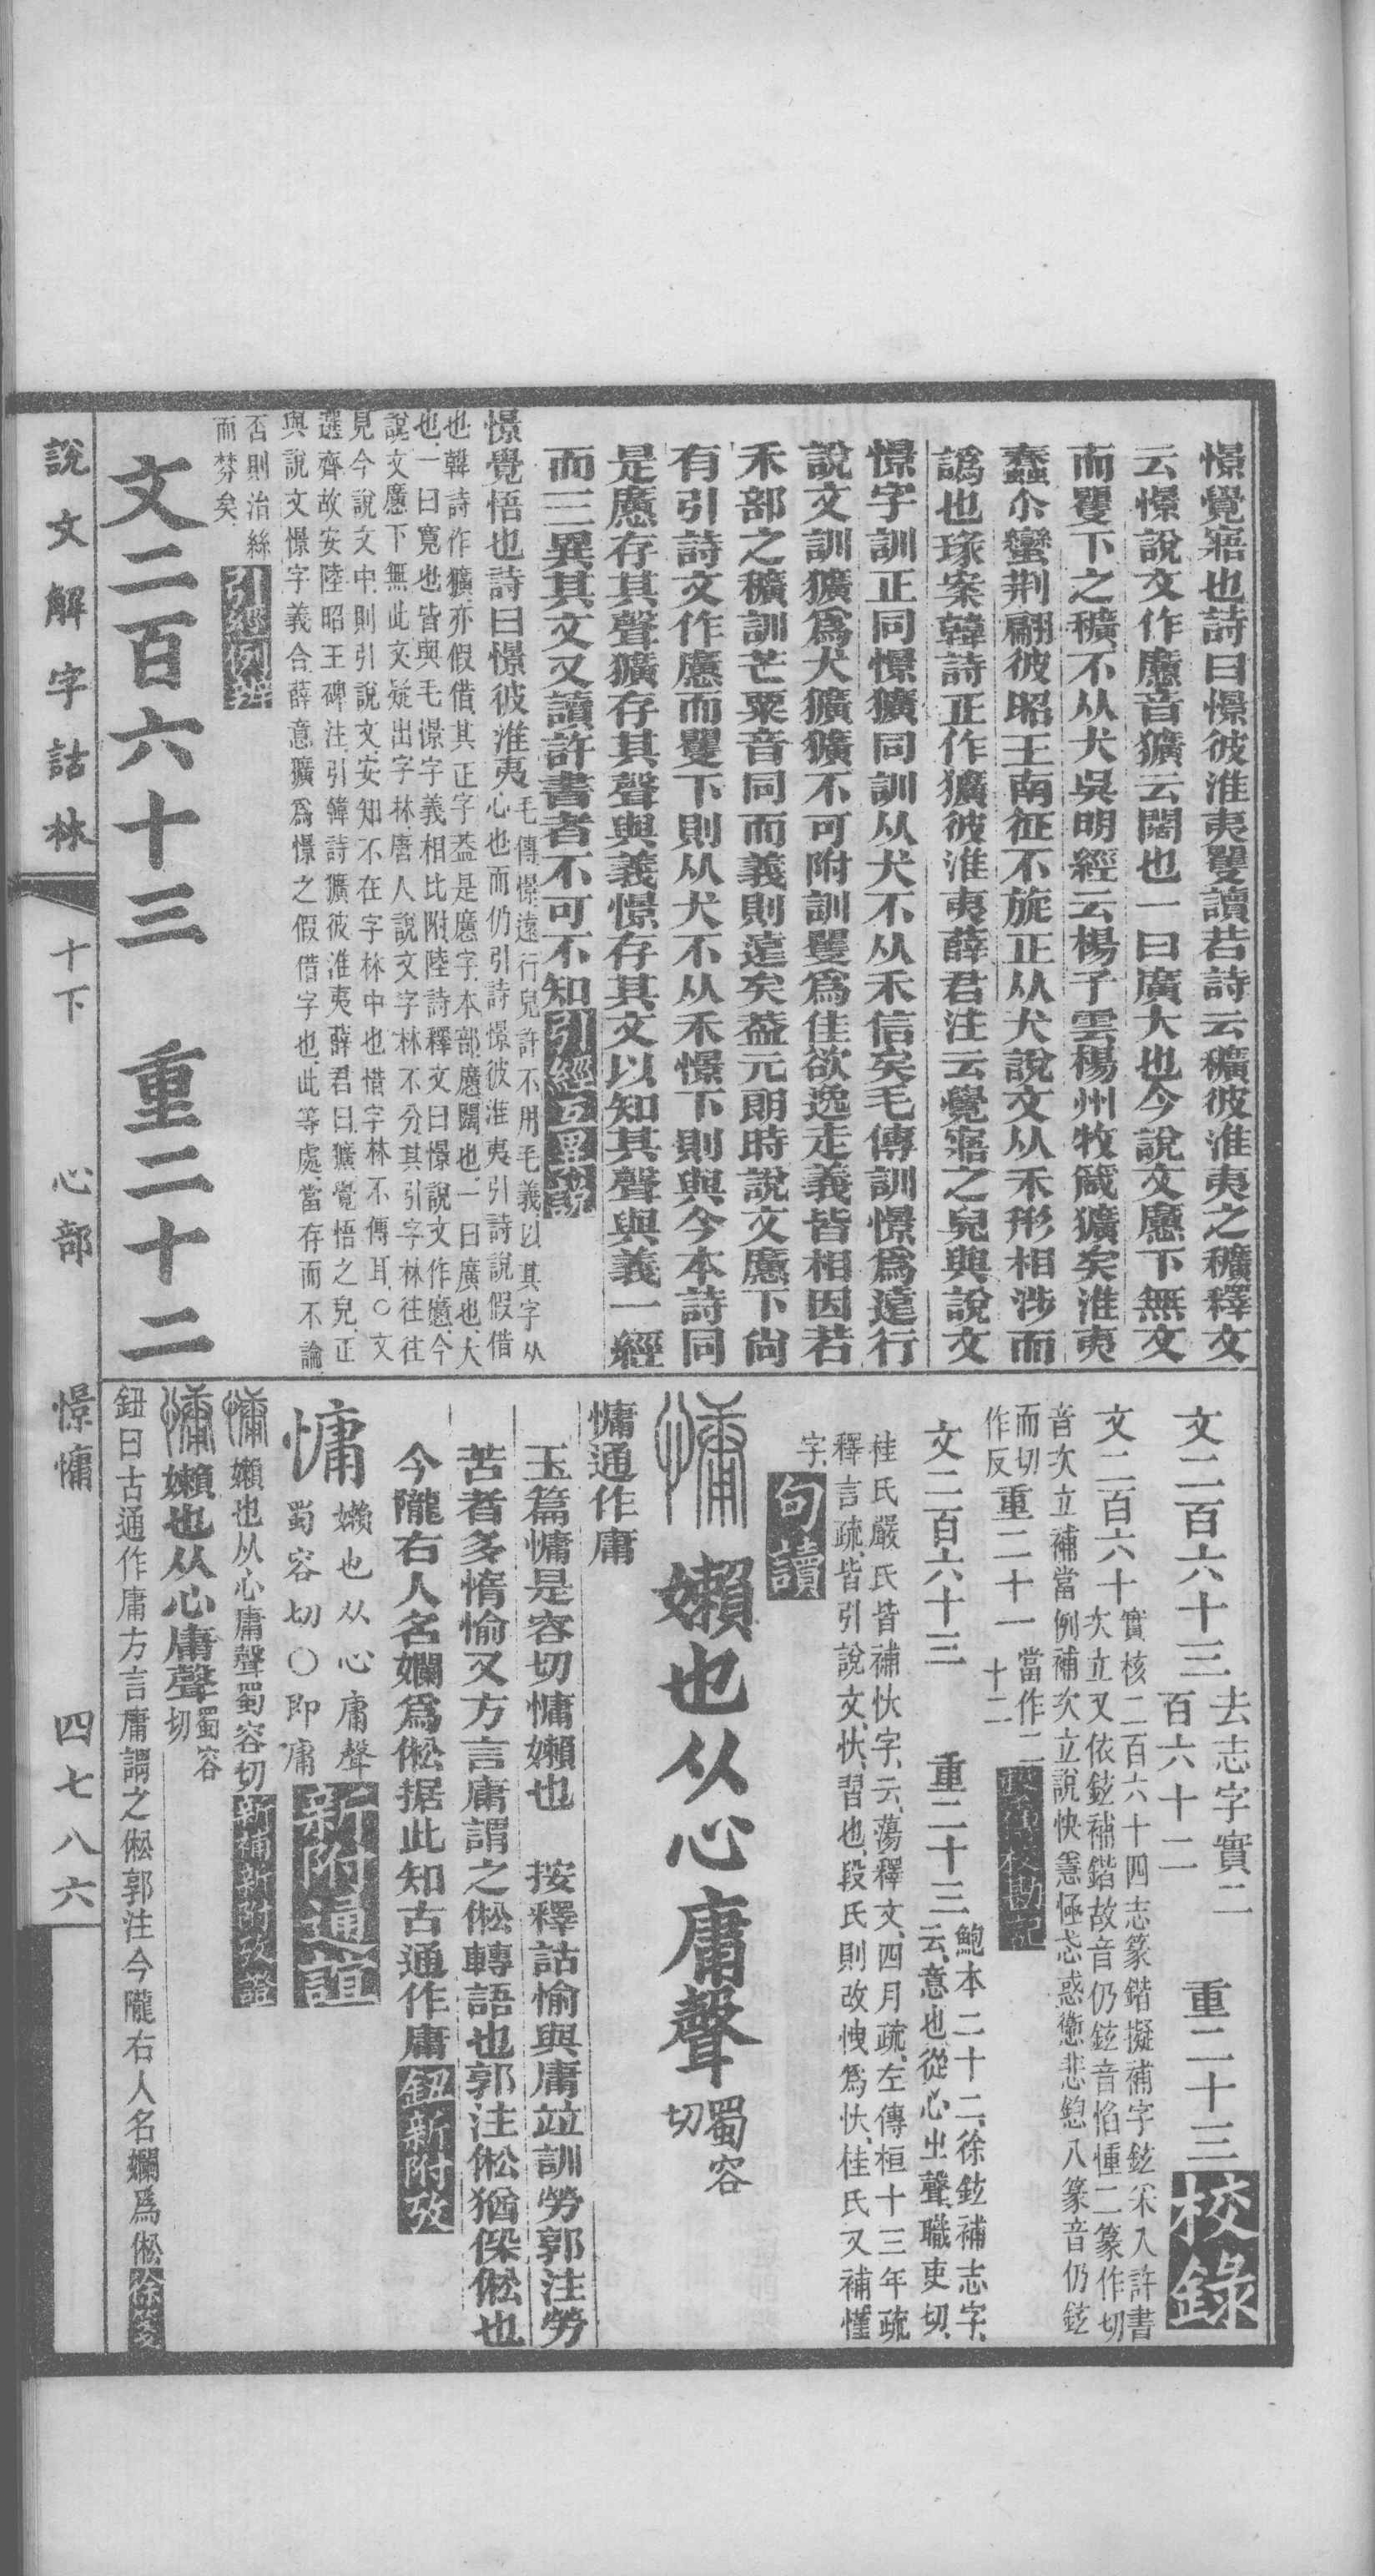 憬覺寤也詩曰憬彼淮夷矍讀若詩云穬彼淮夷之穬釋文
云憬說文作懬音獷云闊也一曰廣大也今說文懬下無文
而矍下之穬不从犬吳明經云楊子雲楊州牧箴獷矣淮夷
蠢尒蠻荆翩彼昭王南征不旋正从犬說文从禾形相涉而
譌也瑑案韓詩正作獷彼淮夷薛君注云覺寤之皃與說文
憬字訓正同憬獷同訓从犬不从禾信矣毛傳訓憬爲遠行
說文訓獷爲犬獷獷不可附訓矍爲隹欲逸走義皆相因若
禾部之穬訓芒粟音同而義則遠矣葢元朗時說文懬下尙
有引詩文作懬而矍下則从犬不从禾憬下則與今本詩同
是懬存其聲獷存其聲與義憬存其文以知其聲與義一經
而三異其文又讀許書者不可不知引經互異說
憬覺悟也詩曰憬彼淮夷毛傳憬遠行皃許不用毛義以其字从
心也而仍引詩憬彼淮夷引詩說假借
也韓詩作獷亦假借其正字葢是懬字本部懬闊也一曰廣也大
也一曰寬也皆與毛憬字義相比附陸詩釋文曰憬說文作懬今
說文懬下無此文疑出字林唐人說文字林不分其引字林往往
見今說文中則引說文安知不在字林中也惜字林不傳耳〇文
選齊故安陸昭王碑注引韓詩獷彼淮夷薛君曰獷覺悟之皃正
與說文憬字義合薛意獷爲憬之假借字也此等處當存而不論
否則治絲
而棼矣引經例辨
文二百六十三　重二十二
文二百六十三去志字實二百六十二　重二十三校錄
文二百六十實核二百六十四志篆鍇擬補字鉉采入許書
次立又依鉉補鍇故音仍鉉音惂惿二篆作切
音次立補當例補次立說快㥶極忐惑㦣悲䚇八篆音仍鉉
而切作反重二十一當作二十二校勘記
文二百六十三　重二十三鮑本二十二徐鉉補志字
云意也從心㞢聲職吏切
桂氏嚴氏皆補忕字云蕩釋文四月疏左傳桓十三年疏
釋言疏皆引說文忕習也段氏則改愧爲忕桂氏又補慬
字句讀
慵嬾也从心庸聲蜀容切
慵通作庸
玉篇慵是容切慵嬾也　按釋詁愉與庸竝訓勞郭注勞
苦者多惰愉又方言庸謂之倯轉語也郭注倯猶保倯也
今隴右人名孏爲倯据此知古通作庸鈕新附攷
慵嬾也从心庸聲
蜀容切〇即庸新附通誼
慵嬾也从心庸聲蜀容切新補新附攷證
慵嬾也从心庸聲蜀容切
鈕曰古通作庸方言庸謂之倯郭注今隴右人名孏爲倯徐箋
說文解字詁林　十下　心部　憬慵　四七八六